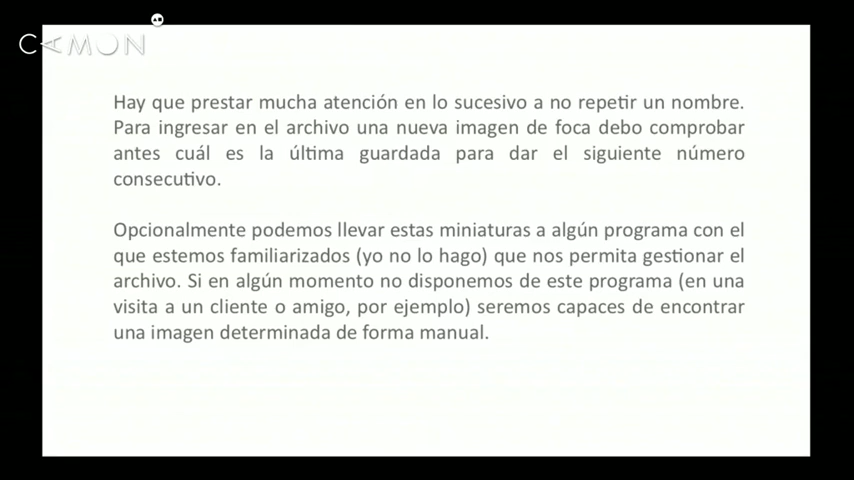 CAMON
Hay que prestar mucha atención en lo sucesivo a no repetir un nombre.
Para ingresar en el archivo una nueva imagen de foca debo comprobar
antes cuál es la última guardada para dar el siguiente número
consecutivo.
Opcionalmente podemos llevar estas miniaturas a algún programa con el
que estemos familiarizados (yo no lo hago) que nos permita gestionar el
archivo. Si en algún momento no disponemos de este programa (en una
visita a un cliente o amigo, por ejemplo) seremos capaces de encontrar
una imagen determinada de forma manual.